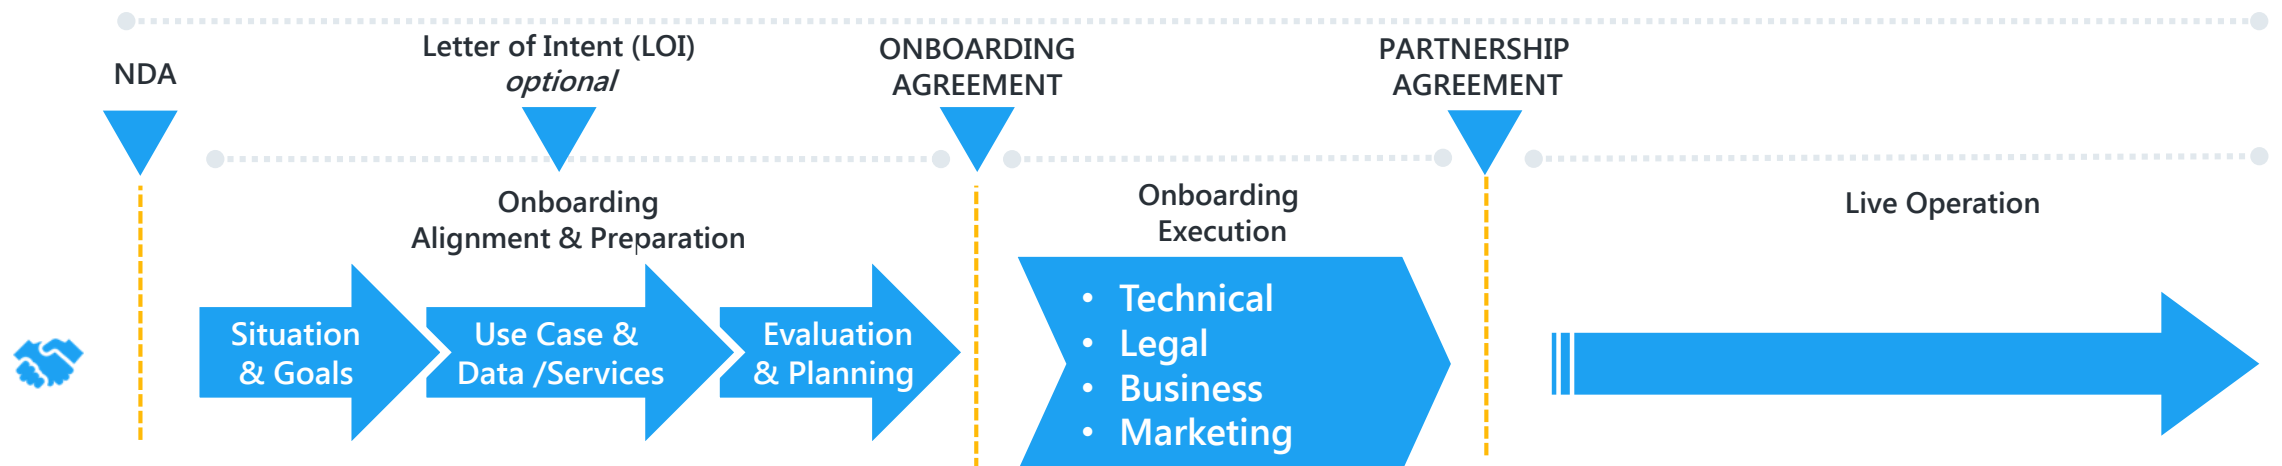 NDA
Letter of Intent (LOI)
optional
ONBOARDING
AGREEMENT
PARTNERSHIP
AGREEMENT
Onboarding
Alignment & Preparation
Onboarding
Execution
Live Operation
Situation
& Goals
Use Case &
Data /Services
Evaluation
& Planning
• Technical
• Legal
• Business
• Marketing